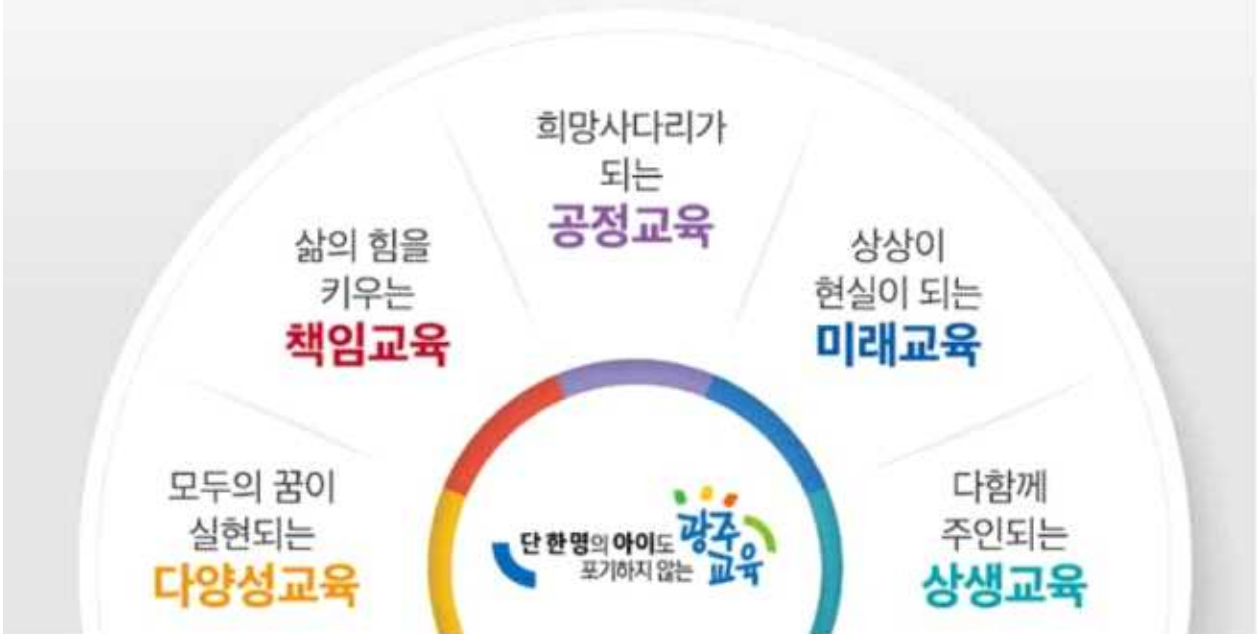 희망사다리가
되는
공정교육
삶의 힘을
키우는
책임교육
상상이
현실이 되는
미래교육
모두의 꿈이
실현되는
다양성교육
다함께
주인되는
상생교육
단 한 명의 아이도
포기하지 않는
광주
교육